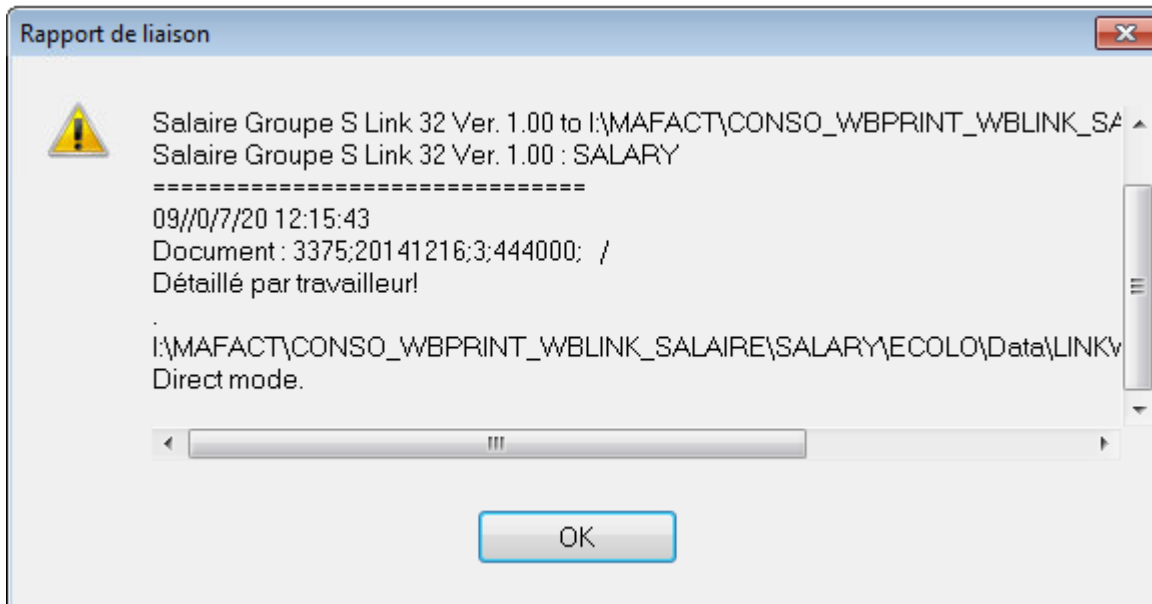 Rapport de liaison
Salaire Groupe S Link 32 Ver. 1.00 to I:\MAFACT\CONSO_WBPRINT_WBLINK_SA
Salaire Groupe S Link 32 Ver. 1.00 : SALARY
===============================
09//0/7/20 12:15:43
Document : 3375;20141216;3;444000;   /
Détaillé par travailleur!
.
I:\MAFACT\CONSO_WBPRINT_WBLINK_SALAIRE\SALARY\ECOLO\Data\LINKV
Direct mode.
OK